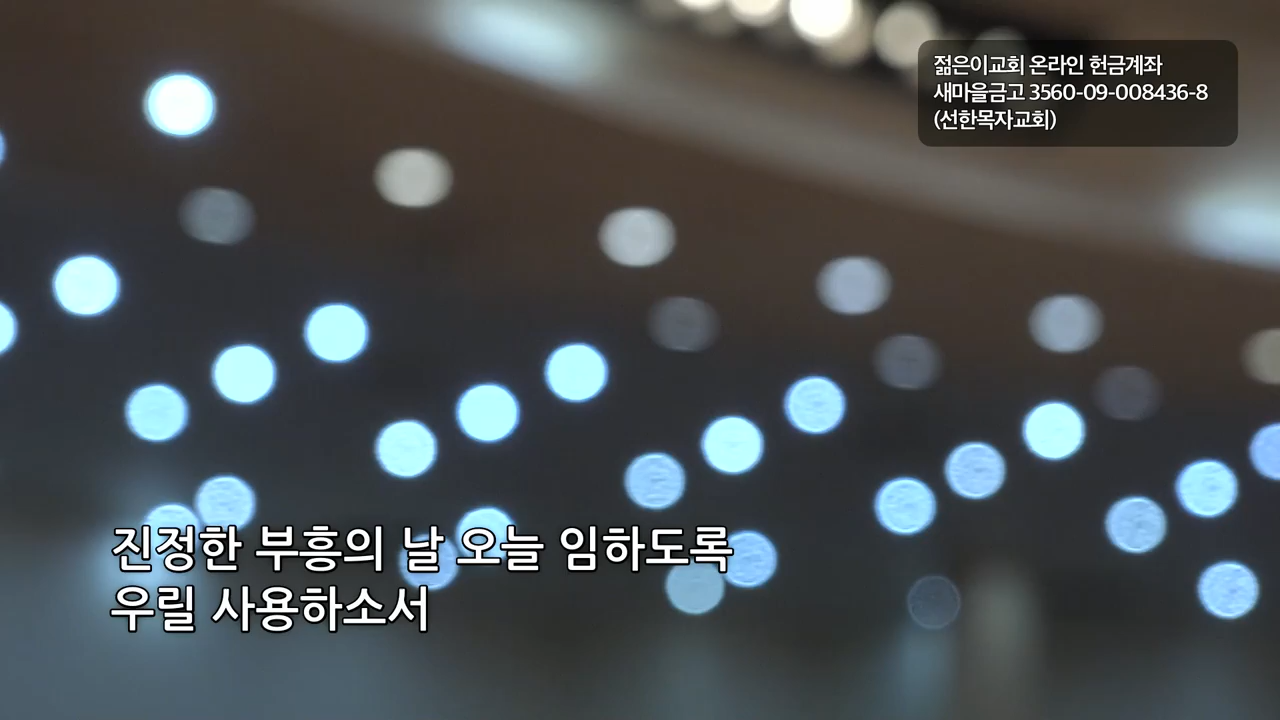 젊은이교회 온라인 헌금계좌
새마을금고 3560-09-008436-8
(선한목자교회)
진정한 부흥의 날 오늘 임하도록
우릴 사용하소서